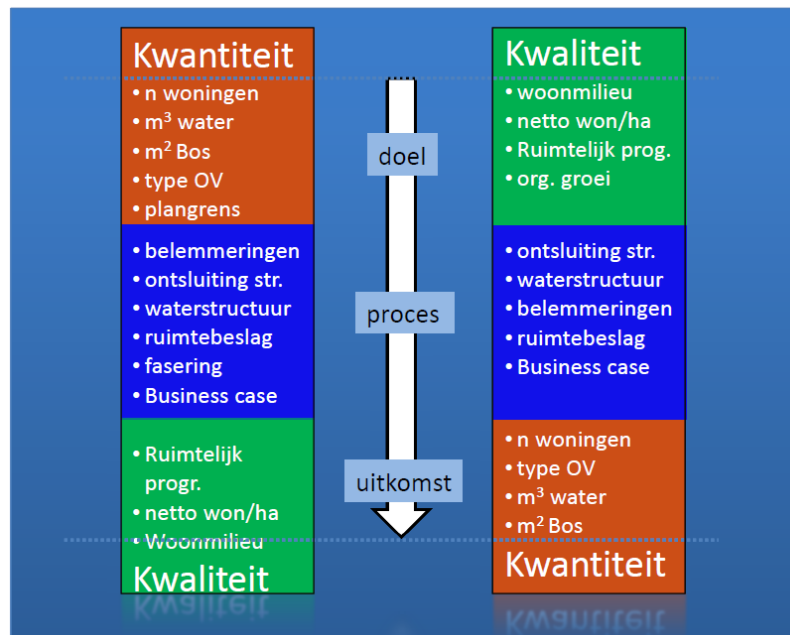 Kwantiteit
• n woningen
• m³ water
• m² Bos
• type OV
• plangrens
• belemmeringen
• ontsluiting str.
• waterstructuur
• ruimtebeslag
• fasering
• Business case
• Ruimtelijk
progr.
• netto won/ha
• Woonmilieu
Kwaliteit
doel
proces
uitkomst
Kwaliteit
• woonmilieu
• netto won/ha
• Ruimtelijk prog.
• org. groei
• ontsluiting str.
• waterstructuur
• belemmeringen
• ruimtebeslag
• Business case
• n woningen
• type OV
• m³ water
• m² Bos
Kwantiteit